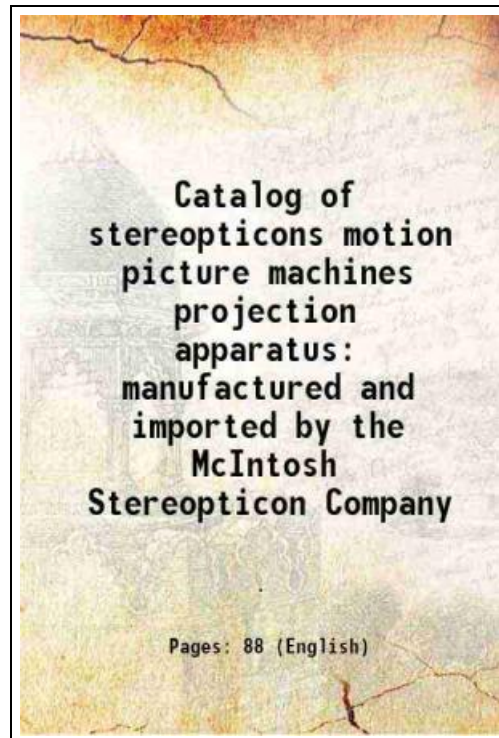 Catalog of
stereopticons motion
picture machines
projection
apparatus:
manufactured and
imported by the
McIntosh
Stereopticon Company
Pages: 88 (English)